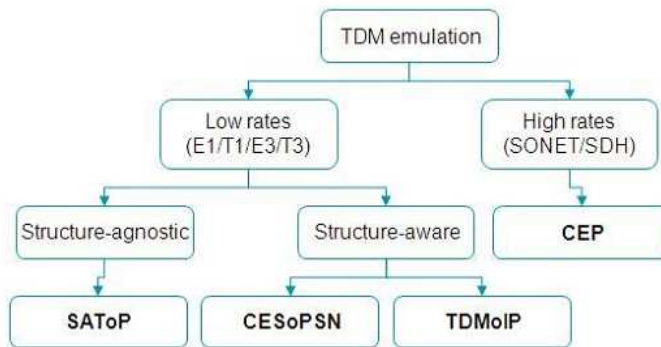 TDM emulation
Low rates
(E1/T1/E3/T3)
High rates
(SONET/SDH)
Structure-agnostic
Structure-aware
CEP
SAToP
CESoPSN
TDMoIP